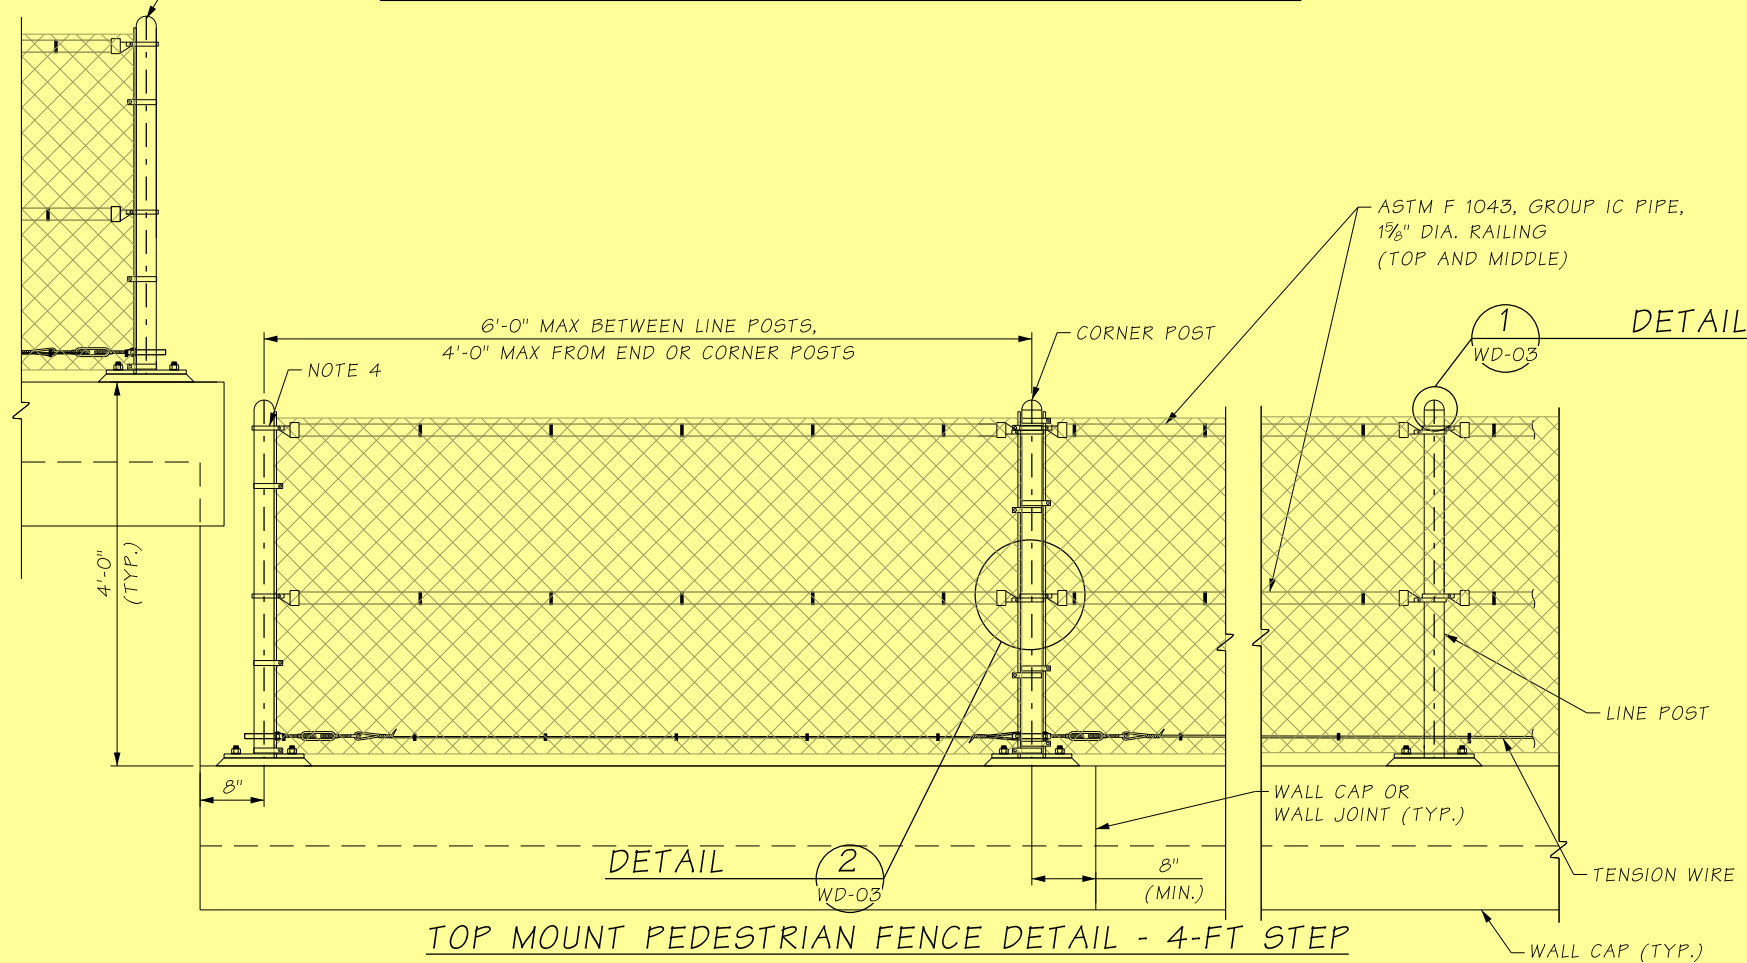 ASTM F 1043, GROUP IC PIPE,
1⅝" DIA. RAILING
(TOP AND MIDDLE)
1
WD-03
DETAIL
6'-0" MAX BETWEEN LINE POSTS,
4'-0" MAX FROM END OR CORNER POSTS
CORNER POST
NOTE 4
4'-0"
(TYP.)
LINE POST
8"
WALL CAP OR
WALL JOINT (TYP.)
DETAIL
2
WD-03
8"
(MIN.)
TENSION WIRE
TOP MOUNT PEDESTRIAN FENCE DETAIL - 4-FT STEP
WALL CAP (TYP.)